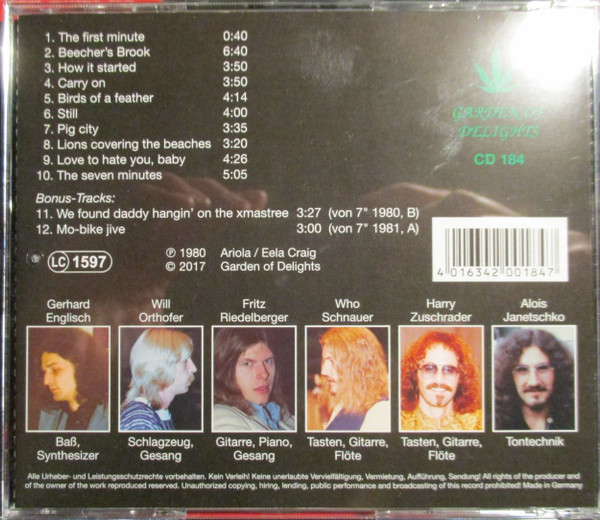 1. The first minute 0:40
2. Beecher's Brook 6:40
3. How it started 3:50
4. Carry on 3:50
5. Birds of a feather 4:14
6. Still 4:00
7. Pig city 3:35
8. Lions covering the beaches 3:20
9. Love to hate you, baby 4:26
10. The seven minutes 5:05
GARDEN OF
DELIGHTS
CD 184
Bonus-Tracks:
11. We found daddy hangin' on the xmastree 3:27 (von 7" 1980, B)
12. Mo-bike jive 3:00 (von 7" 1981, A)
LC 1597
℗ 1980 Ariola / Eela Craig
© 2017 Garden of Delights
4 016342 001847
Gerhard Englisch
Will Orthofer
Fritz Riedelberger
Who Schnauer
Harry Zuschrader
Alois Janetschko
Baß, Synthesizer
Schlagzeug, Gesang
Gitarre, Piano, Gesang
Tasten, Gitarre, Flöte
Tasten, Gitarre, Flöte
Tontechnik
Alle Urheber- und Leistungsschutzrechte vorbehalten. Kein Verleih! Keine unerlaubte Vervielfältigung, Vermietung, Aufführung, Sendung! All rights of the producer and
of the owner of the work reproduced reserved. Unauthorized copying, hiring, lending, public performance and broadcasting of this record prohibited! Made in Germany